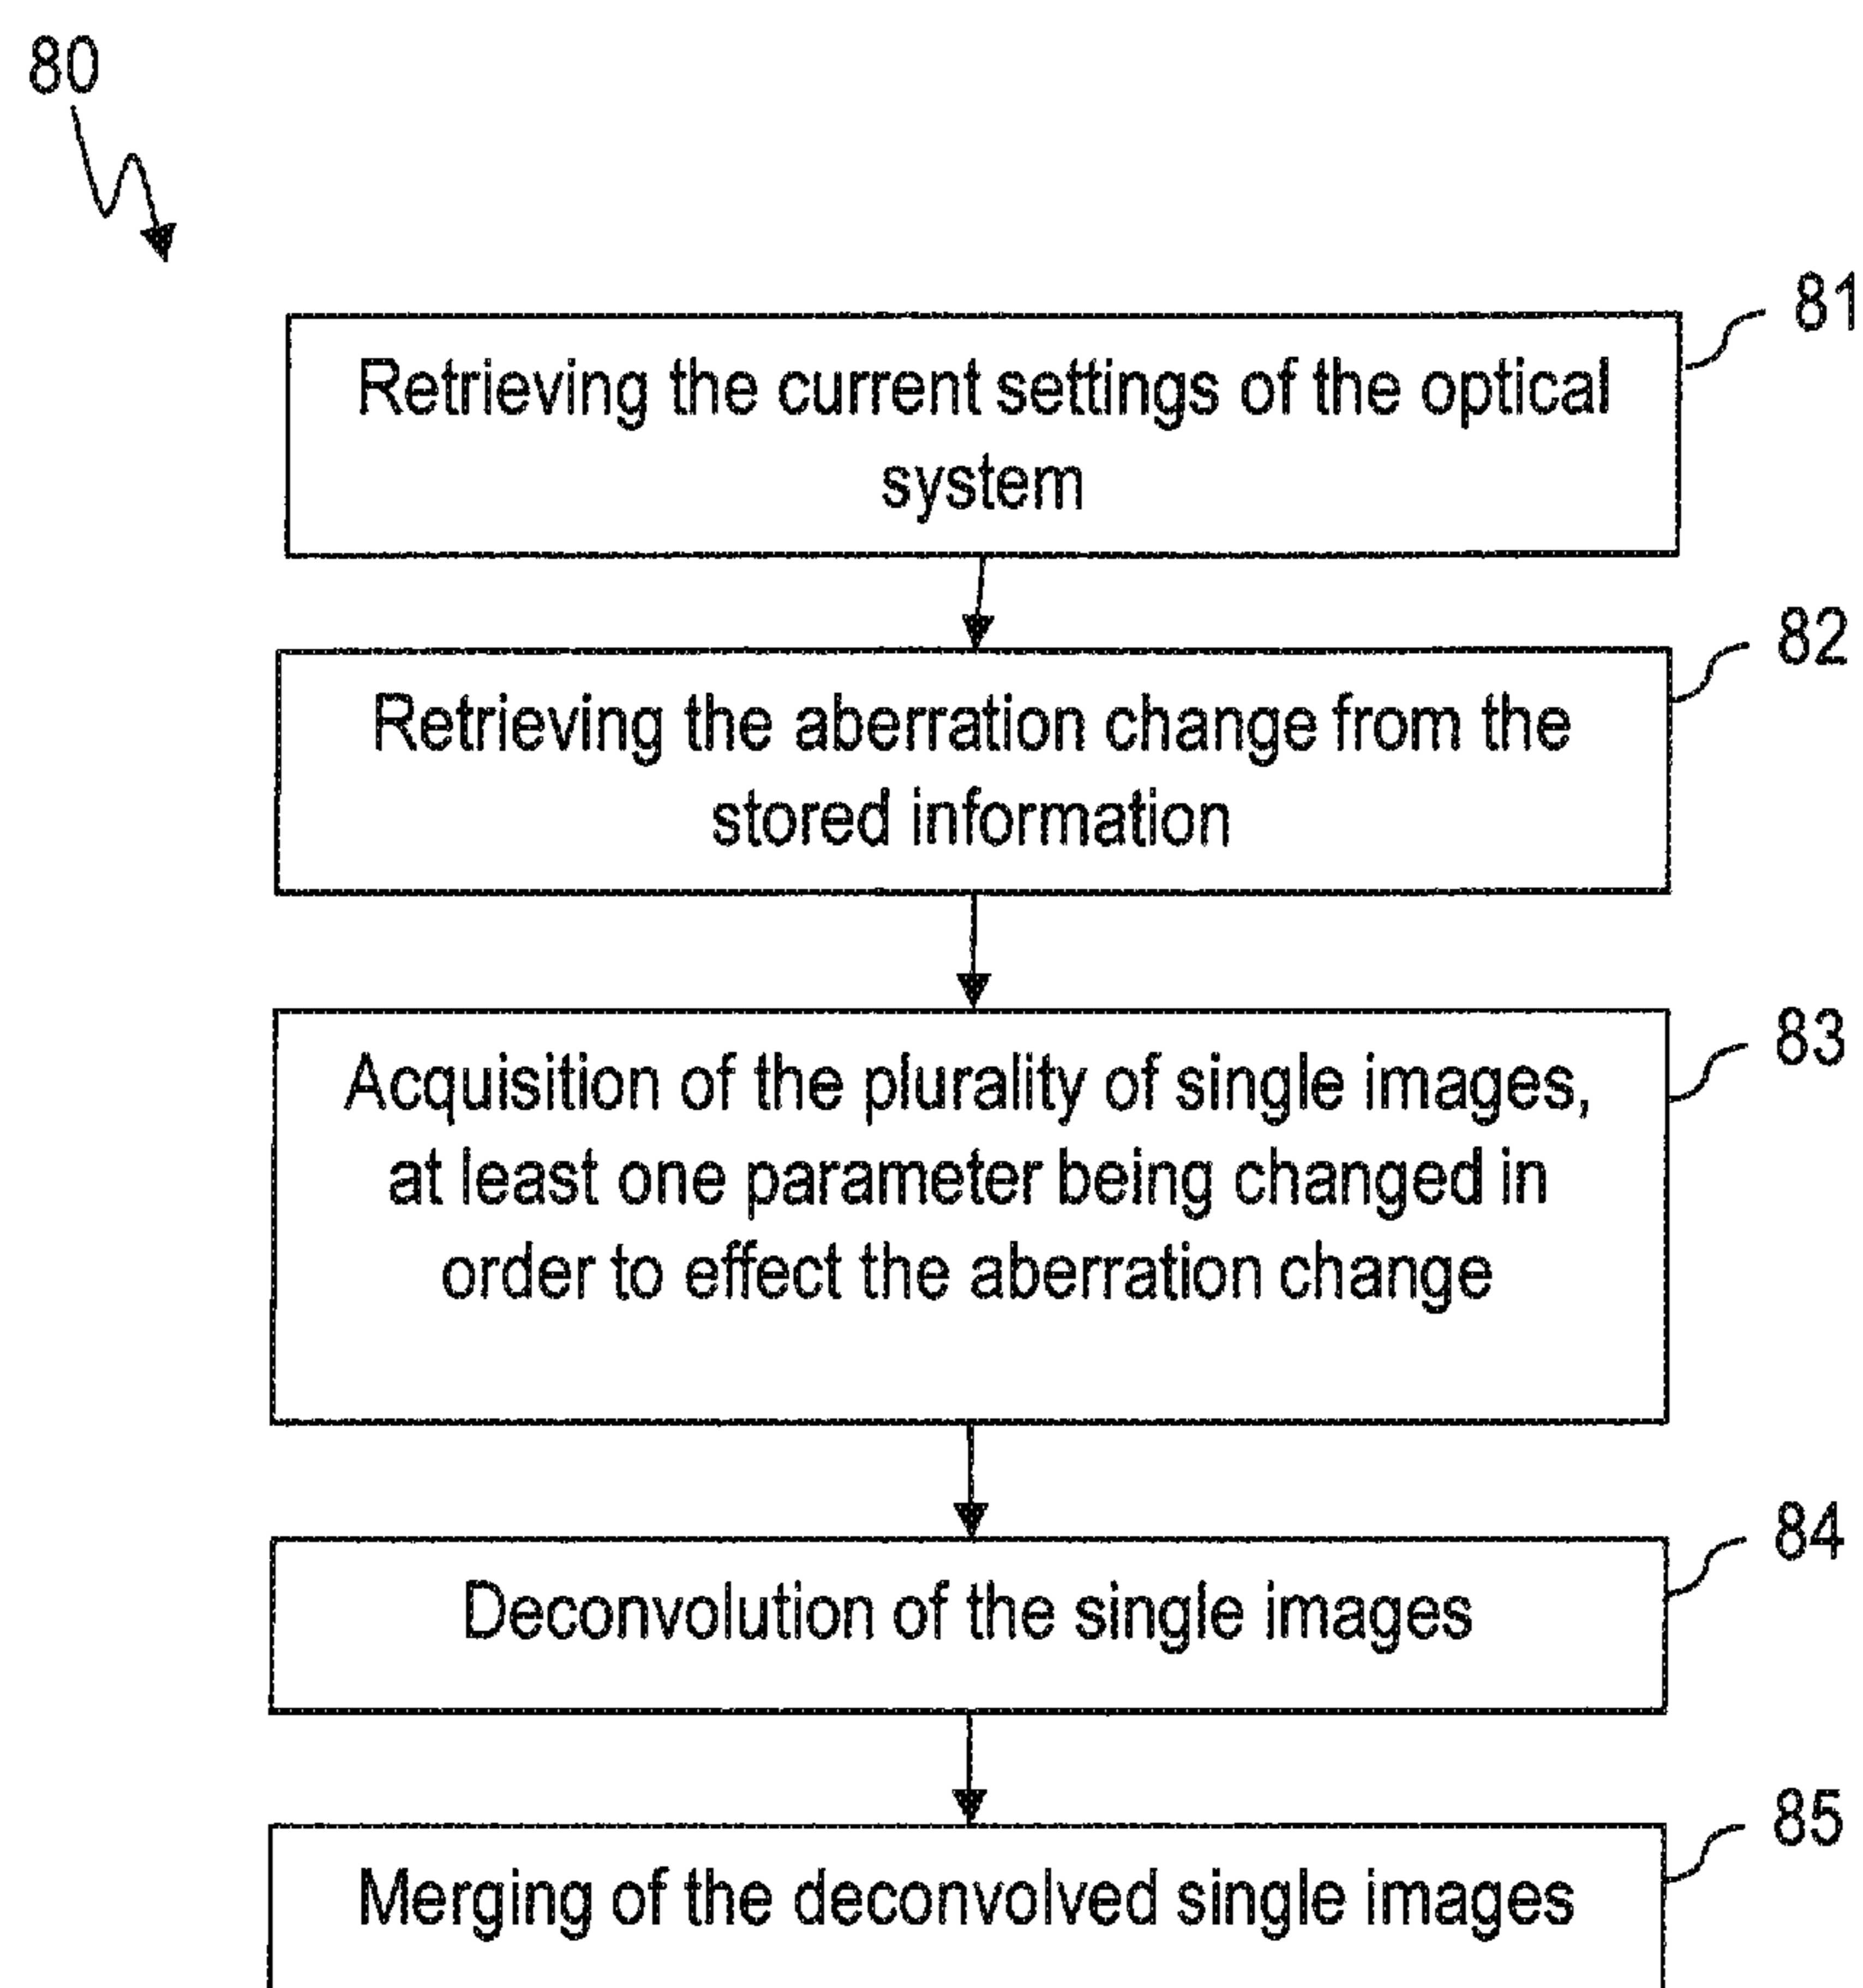 80
81
Retrieving the current settings of the optical
system
82
Retrieving the aberration change from the
stored information
83
Acquisition of the plurality of single images,
at least one parameter being changed in
order to effect the aberration change
84
Deconvolution of the single images
85
Merging of the deconvolved single images